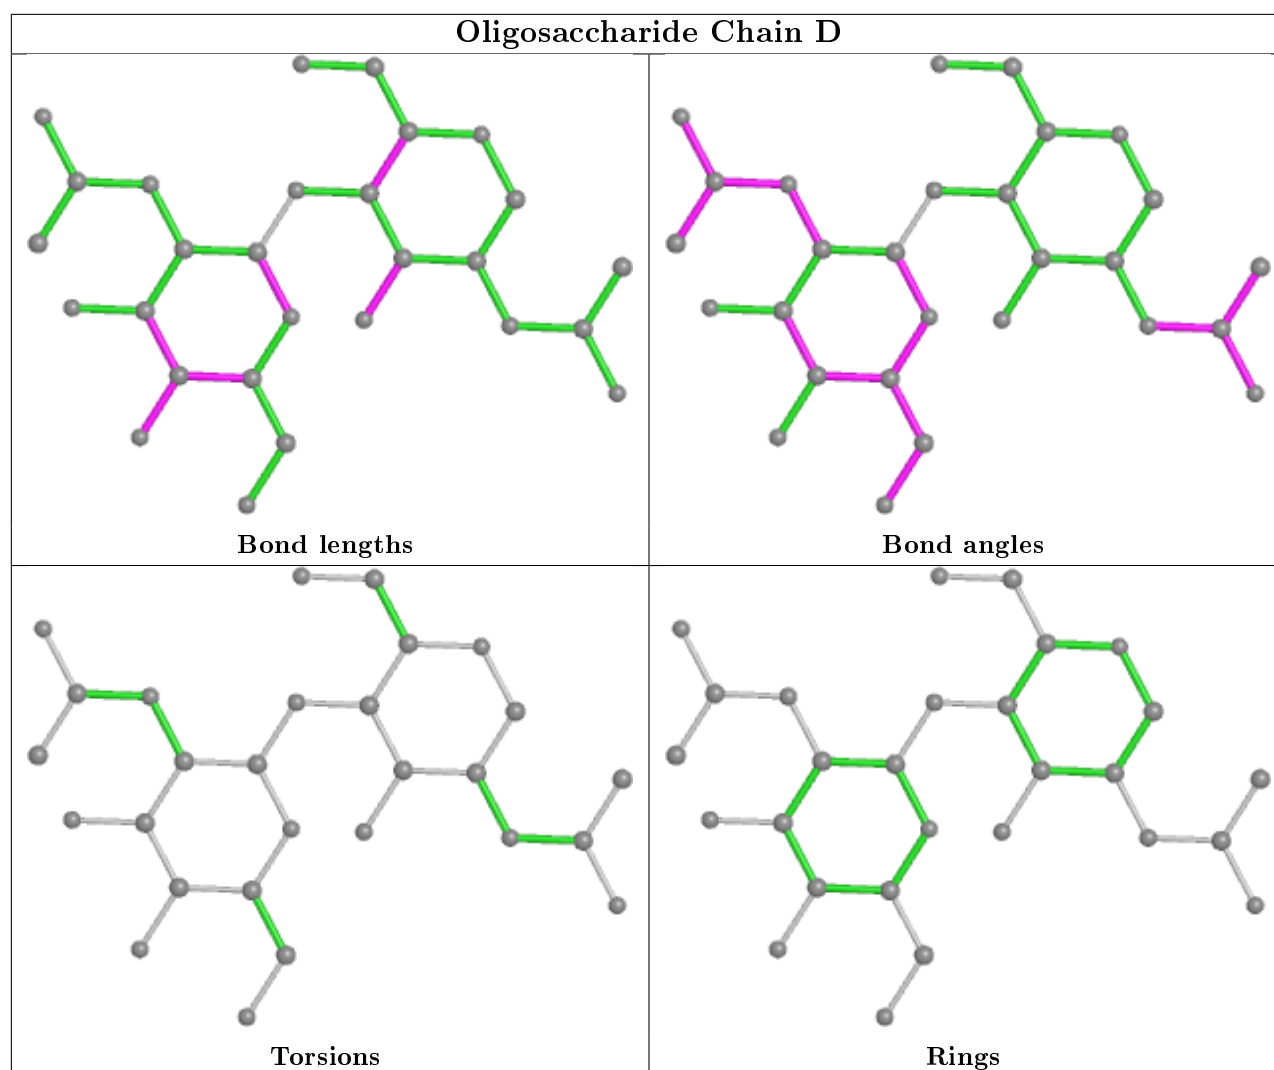 Oligosaccharide Chain D
Bond lengths
Bond angles
Torsions
Rings